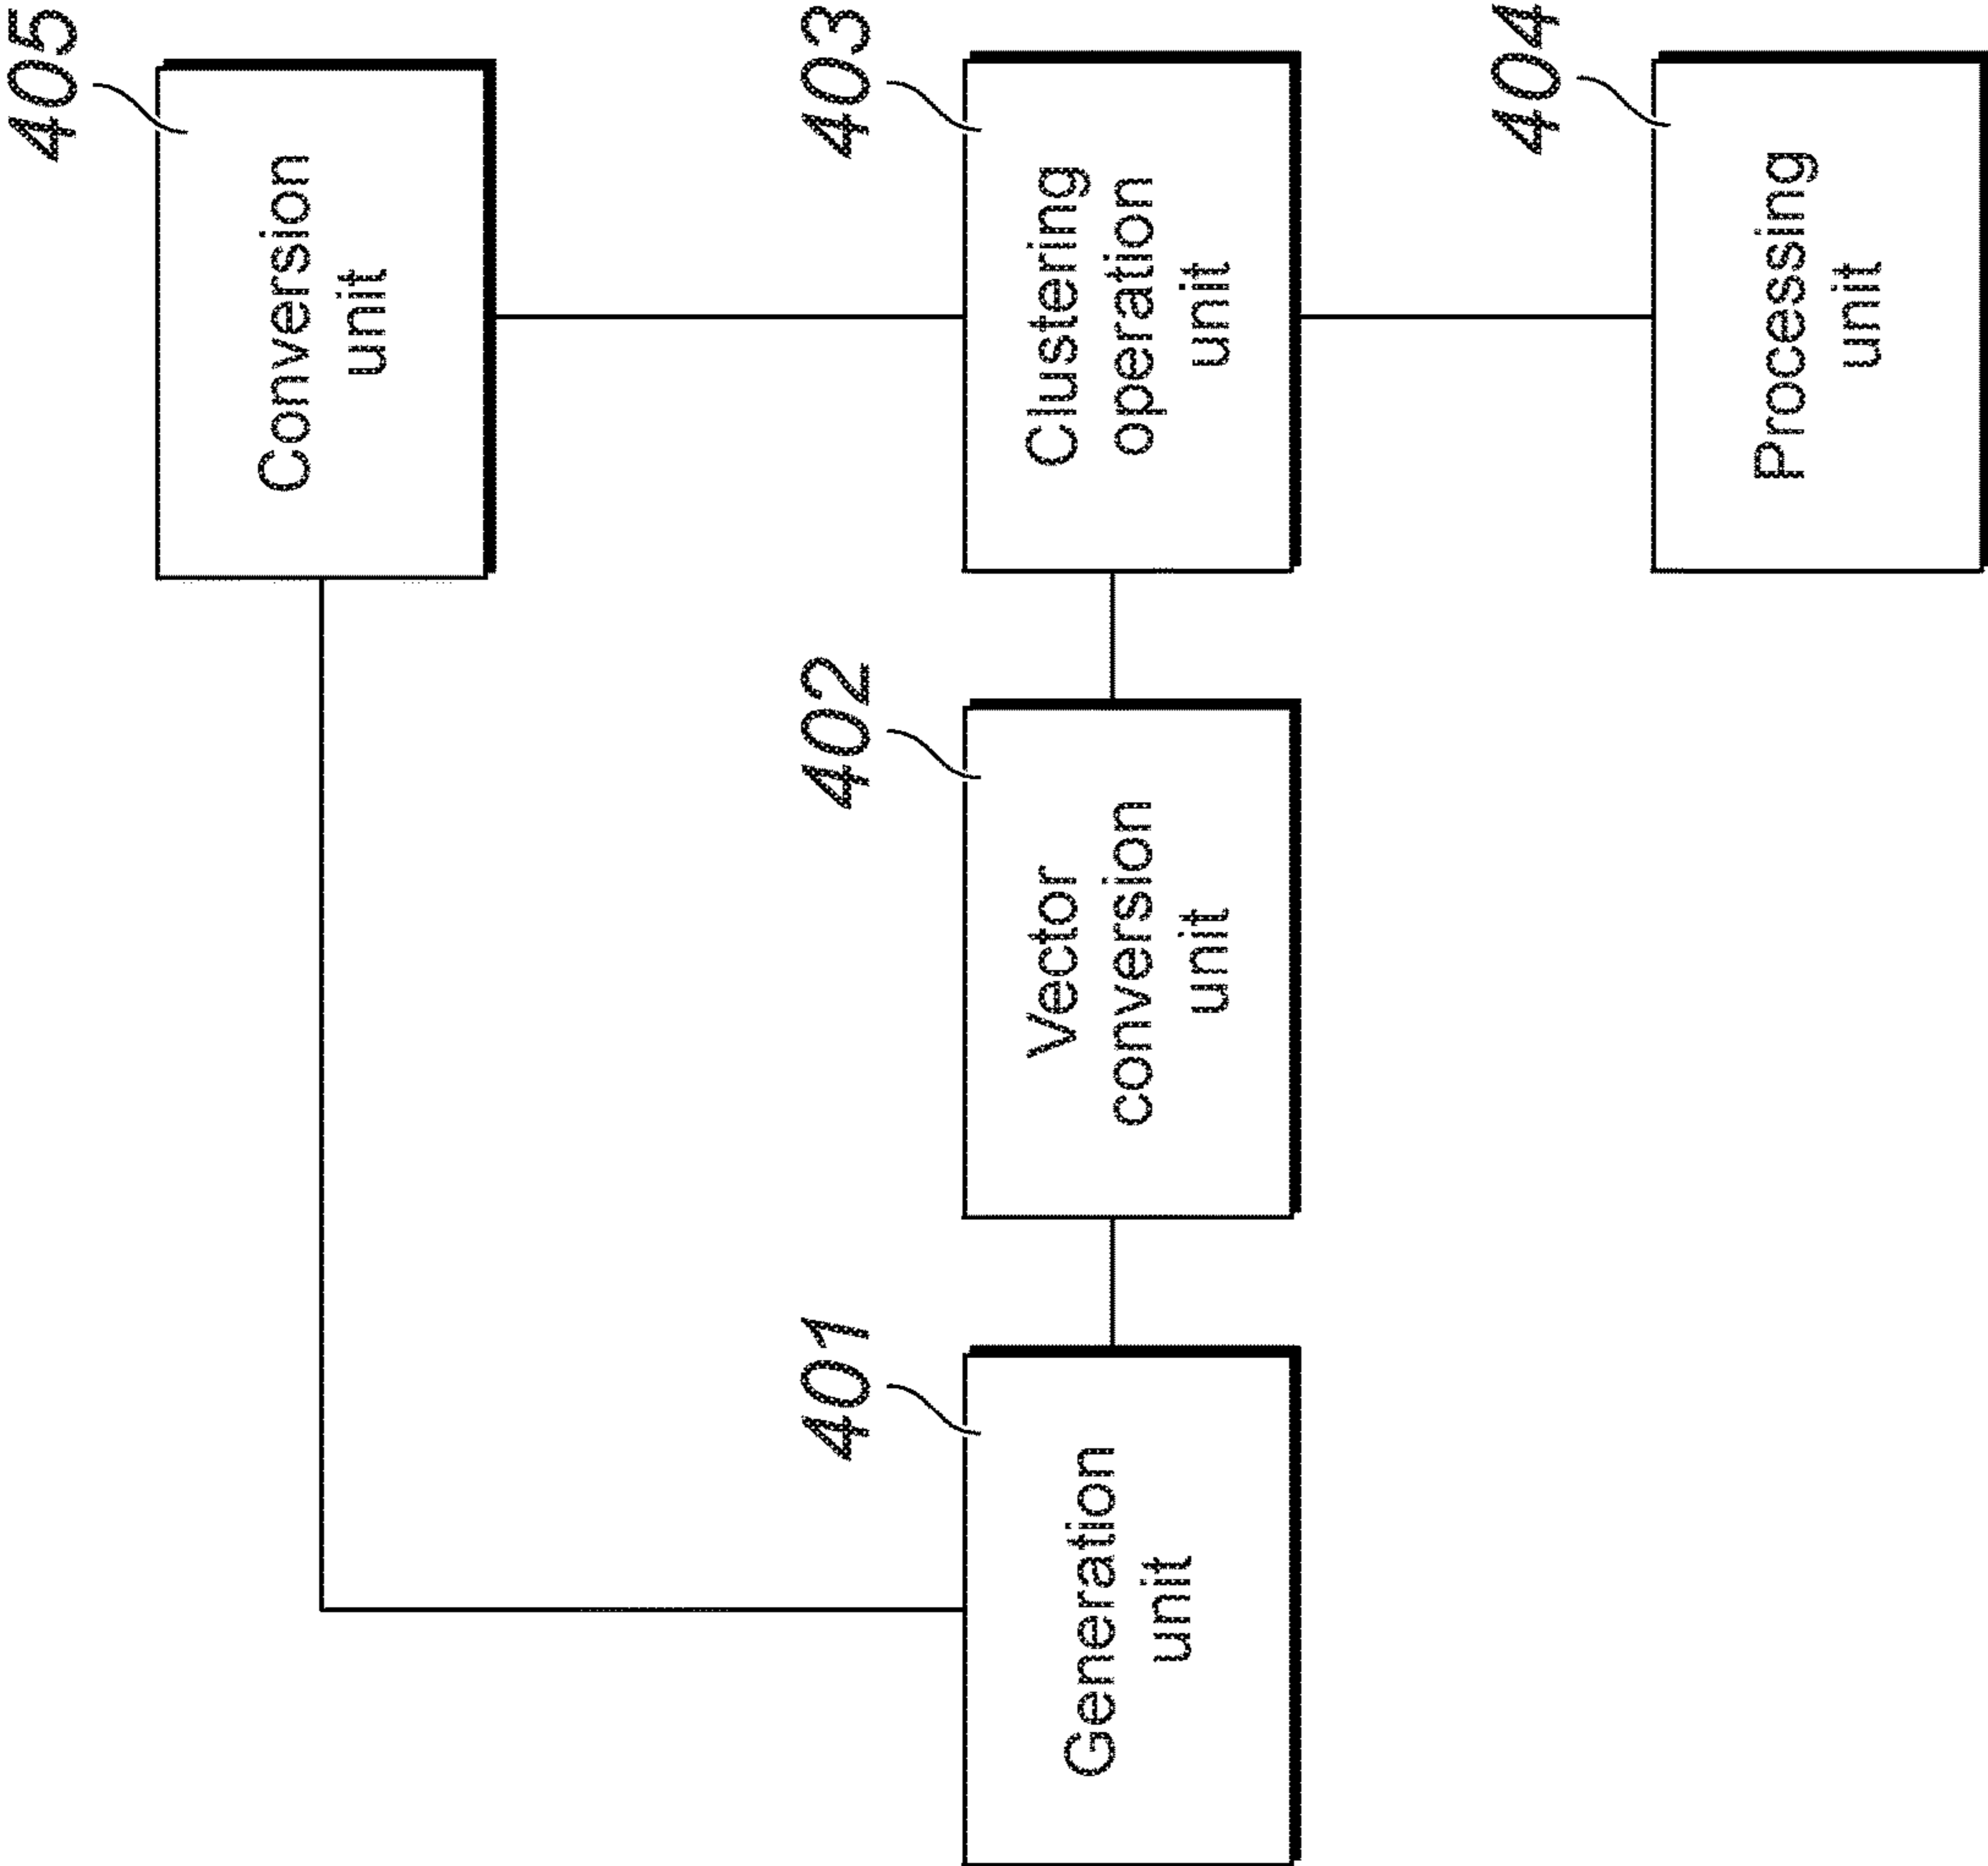 405
Conversion
unit
401
Generation
unit
402
Vector
conversion
unit
403
Clustering
operation
unit
404
Processing
unit